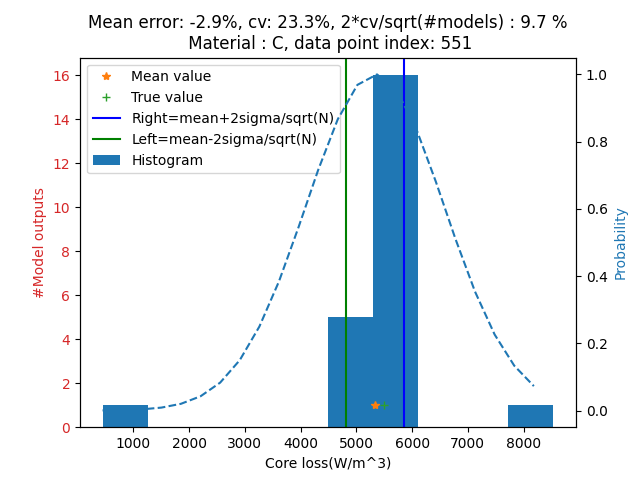 Mean error: -2.9%, cv: 23.3%, 2*cv/sqrt(#models) : 9.7 %
Material : C, data point index: 551
Mean value
True value
Right=mean+2sigma/sqrt(N)
Left=mean-2sigma/sqrt(N)
Histogram
#Model outputs
16
14
12
10
8
6
4
2
0
1.0
0.8
0.6
0.4
0.2
0.0
Probability
1000 2000 3000 4000 5000 6000 7000 8000
Core loss(W/m^3)